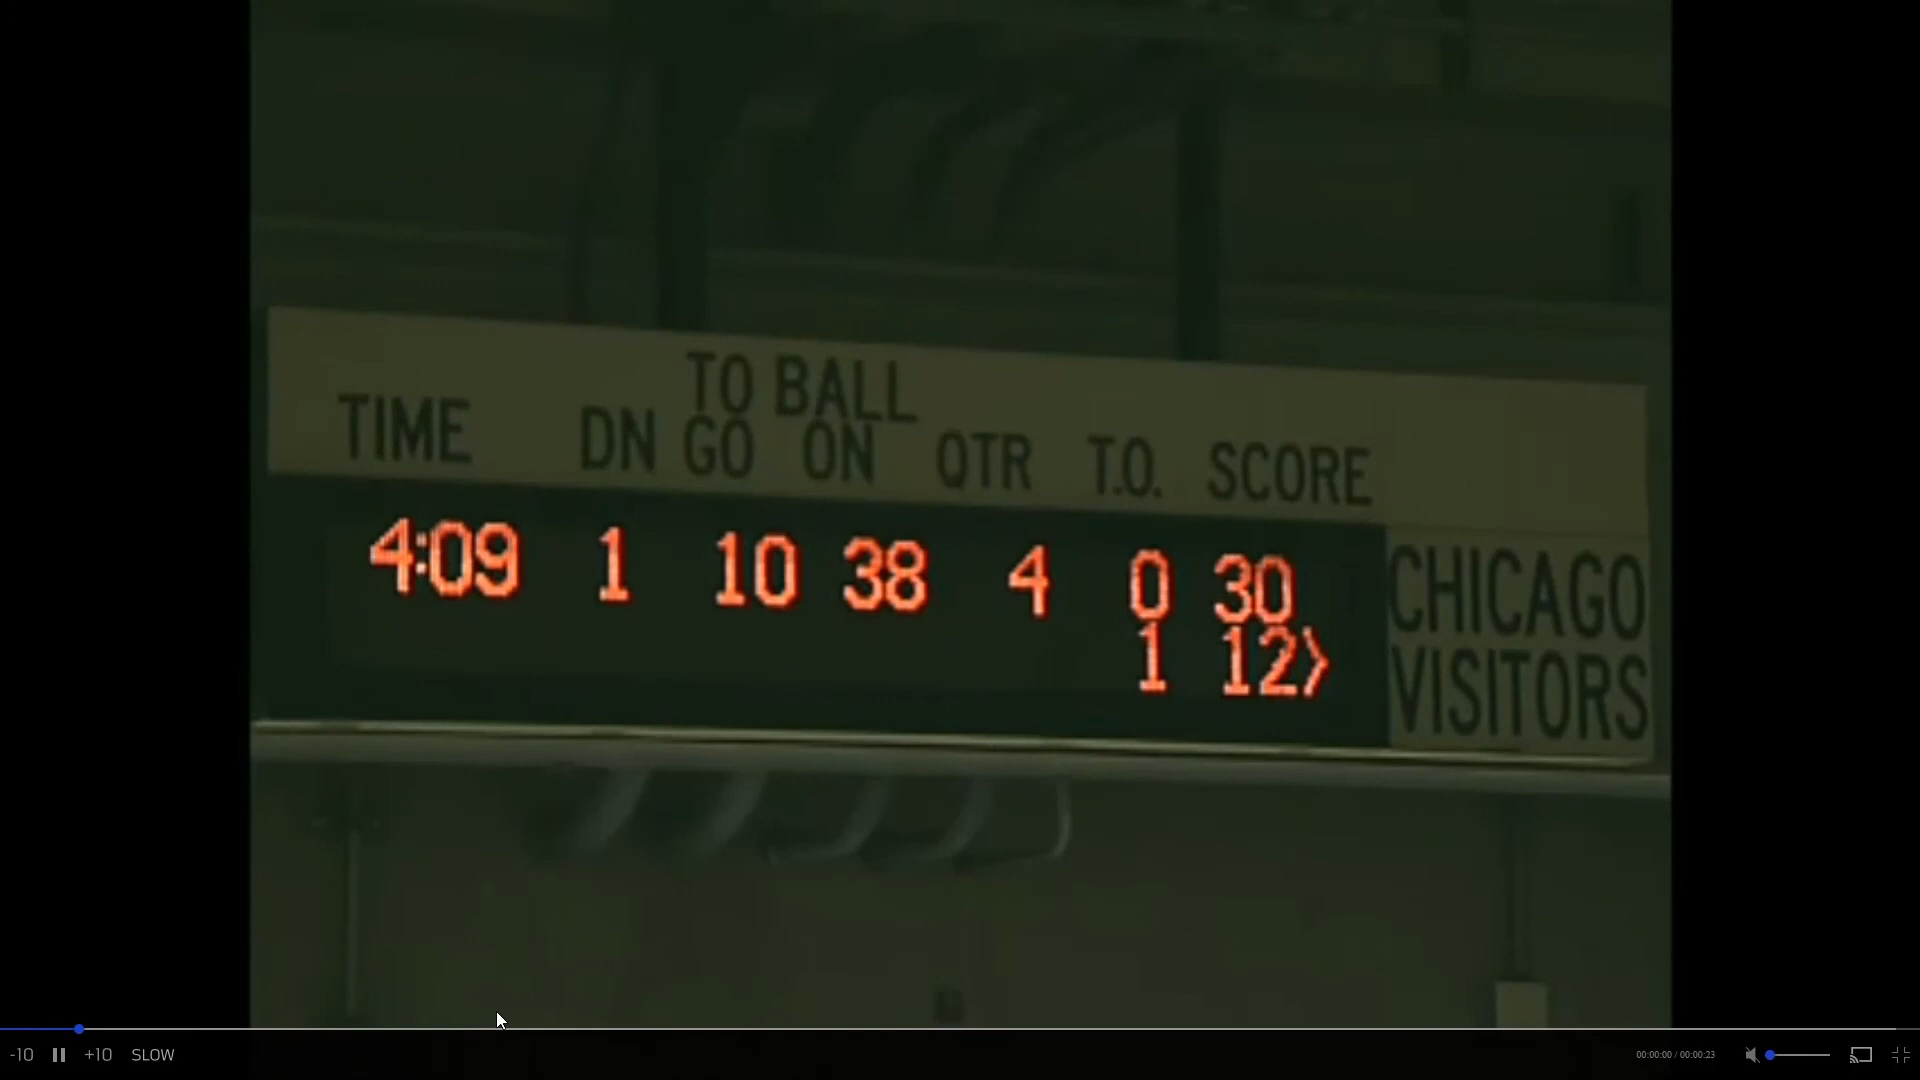 TO BALL
TIME DN GO ON QTR T.O. SCORE
4:09 1 10 38 4 0 30 CHICAGO
1 12) VISITORS
-10 +10 SLOW 00:00:00 / 00:00:23